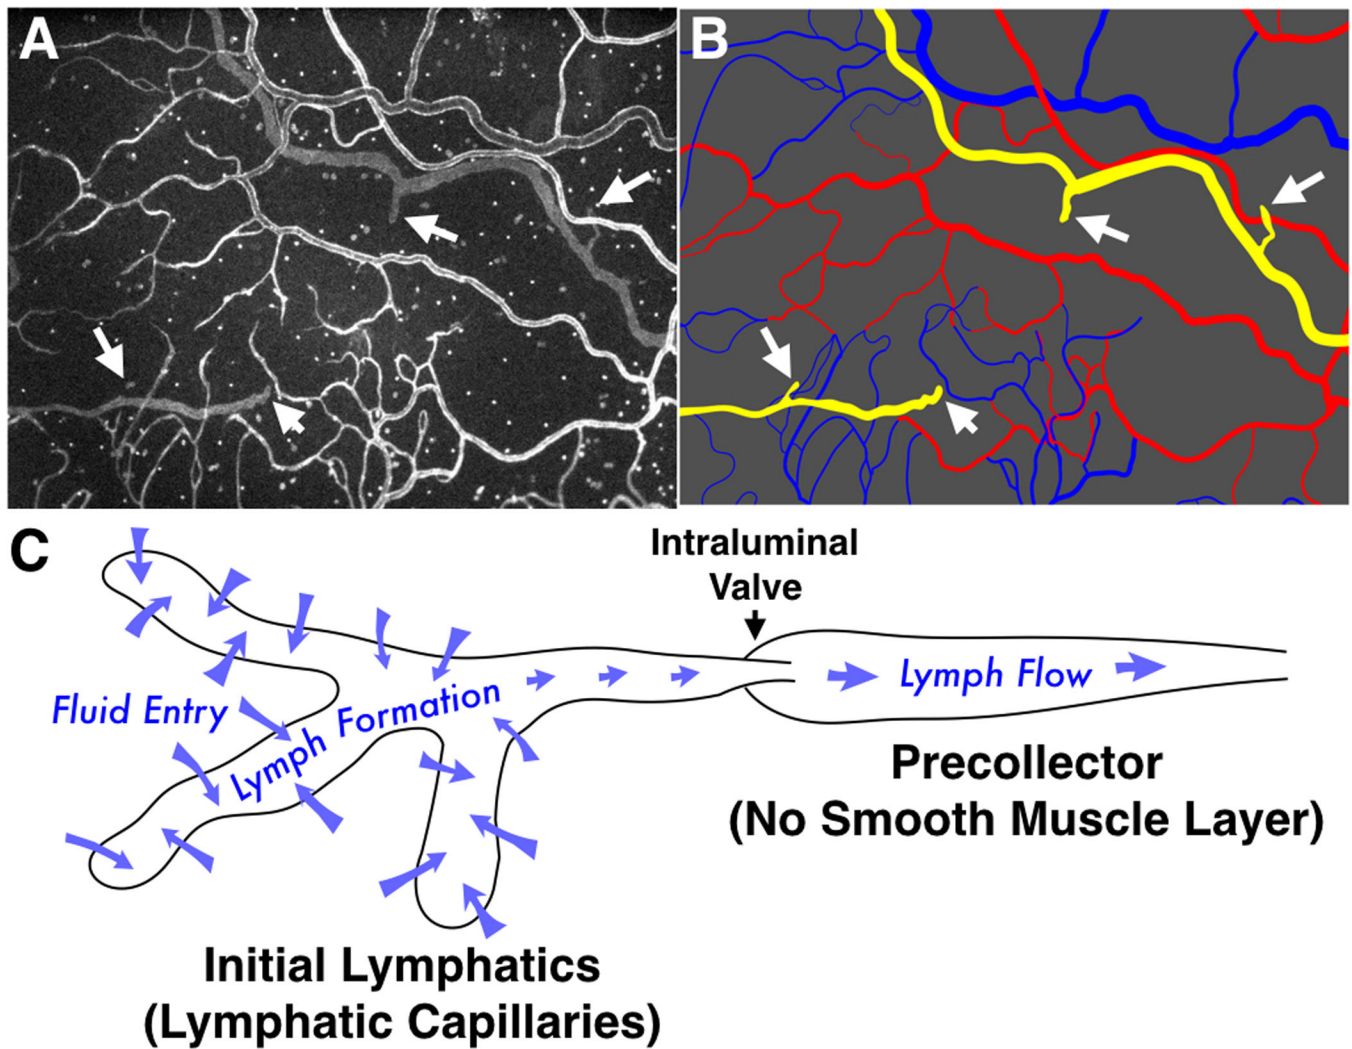 A
B
C
Intraluminal
Valve
Fluid Entry
Lymph Formation
Lymph Flow
Precollector
(No Smooth Muscle Layer)
Initial Lymphatics
(Lymphatic Capillaries)